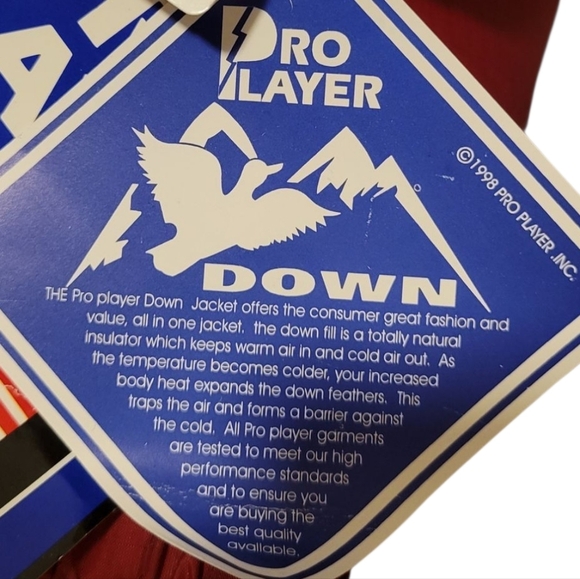 PRO
PLAYER
©1998 PRO PLAYER .INC.
DOWN
THE Pro player Down Jacket offers the consumer great fashion and
value, all in one jacket. the down fill is a totally natural
insulator which keeps warm air in and cold air out. As
the temperature becomes colder, your increased
body heat expands the down feathers. This
traps the air and forms a barrier against
the cold. All Pro player garments
are tested to meet our high
performance standards
and to ensure you
are buying the
best quality
available.